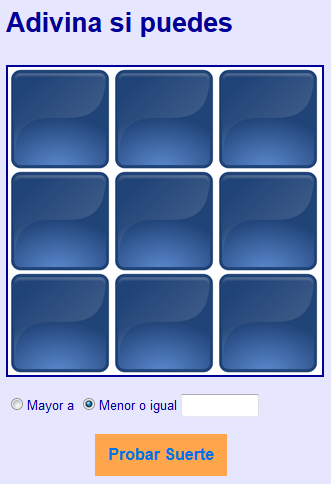 Adivina si puedes
Mayor a Menor o igual
Probar Suerte